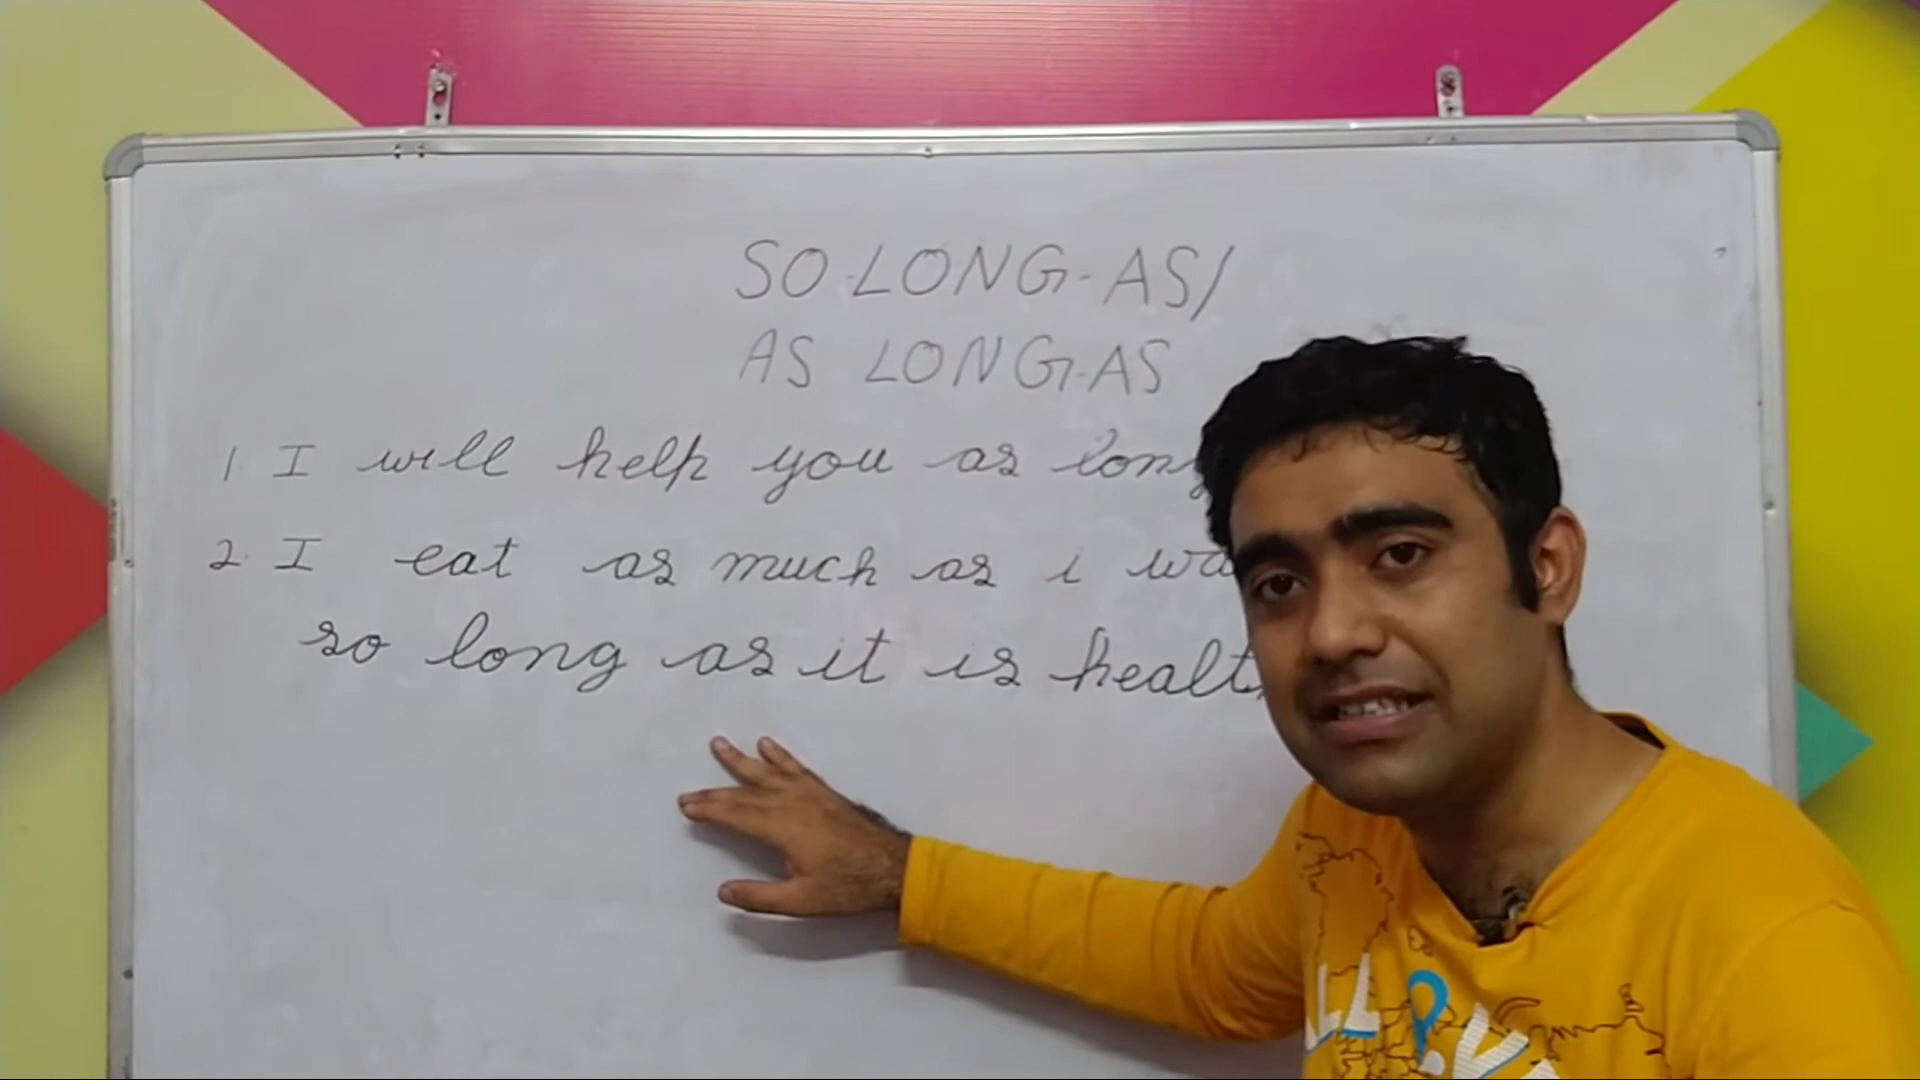 SO-LONG-AS/
AS LONG-AS
1. I will help you as long
2. I eat as much as i
so long as it is